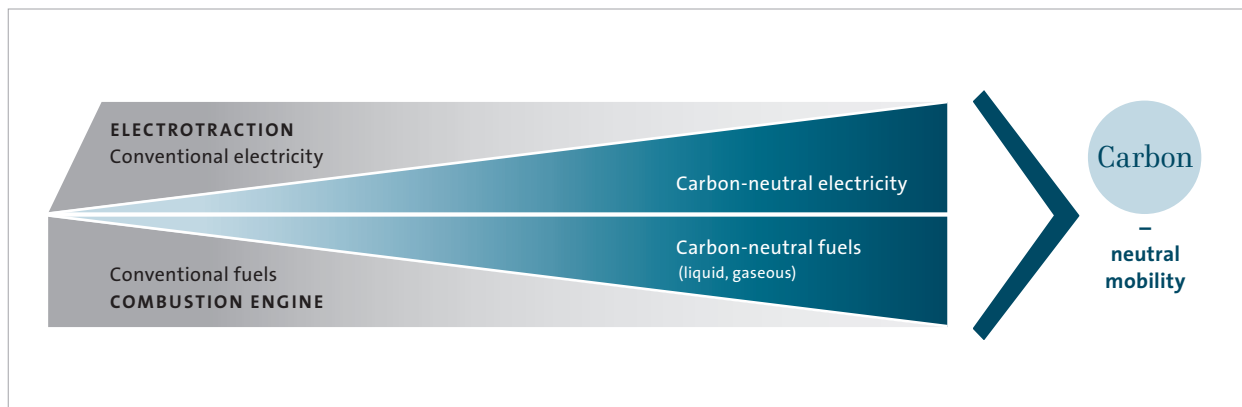 ELECTROTRACTION
Conventional electricity
Carbon-neutral electricity
Carbon-neutral fuels
(liquid, gaseous)
Conventional fuels
COMBUSTION ENGINE
Carbon
–
neutral
mobility